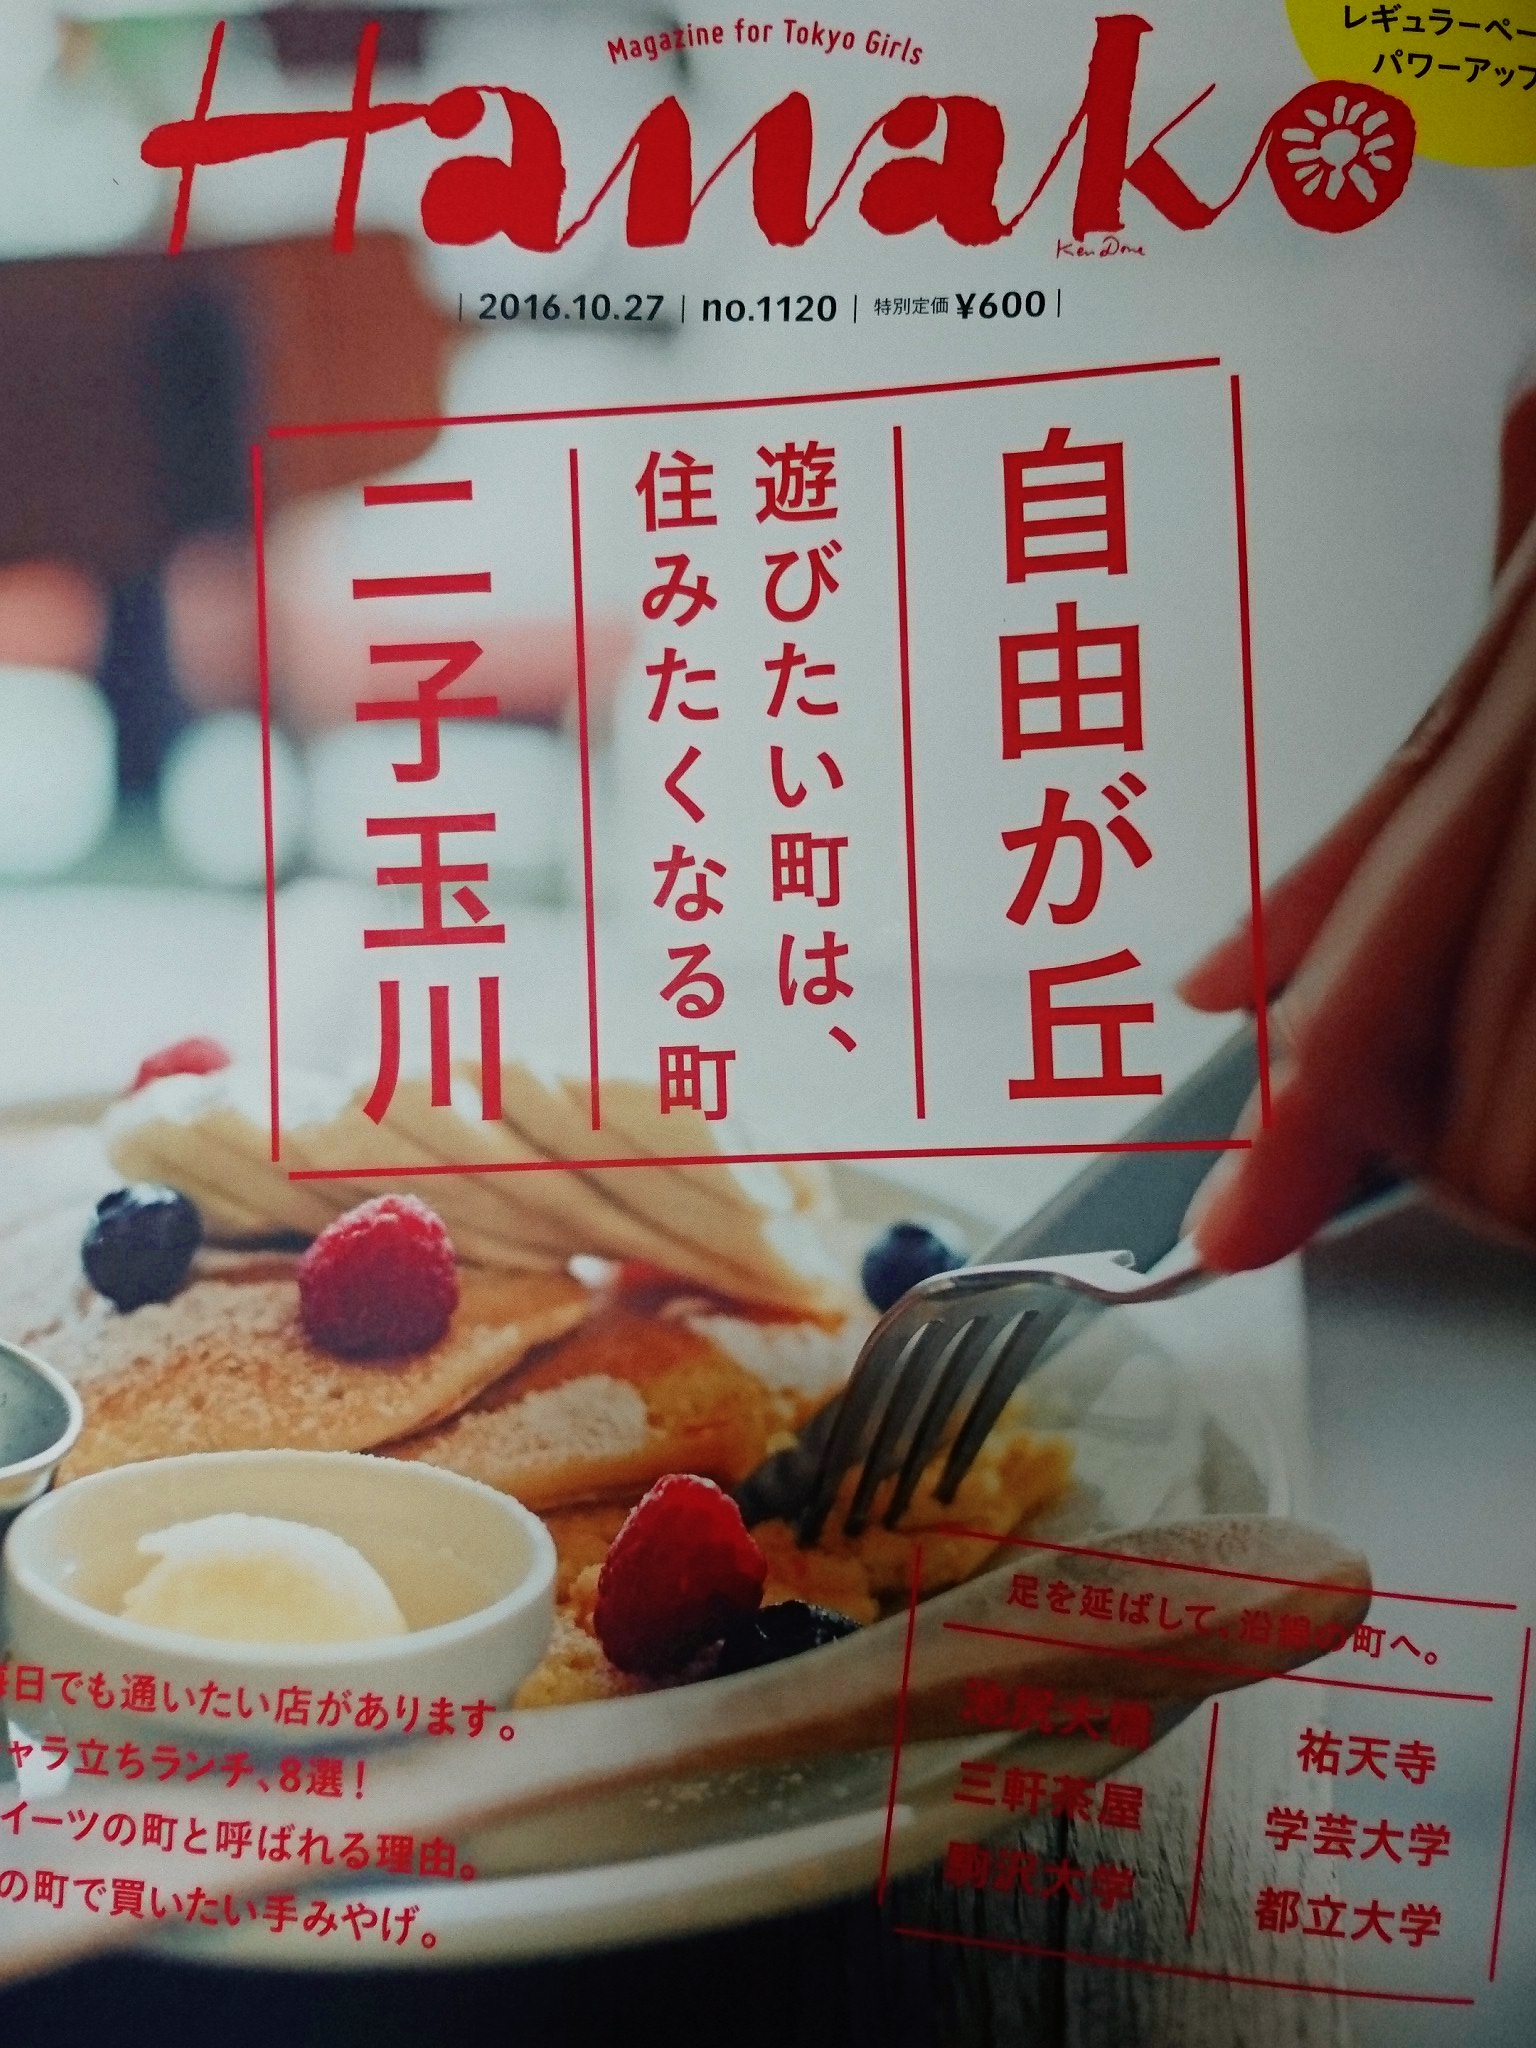 Magazine for Tokyo Girls
Hanako
Ken Done
レギュラーペー
パワーアップ
2016.10.27 | no.1120 | 特別定価 ¥600
自由が丘
遊びたい町は、
住みたくなる町
二子玉川
足を延ばして、沿線の町へ。
祐天寺
学芸大学
都立大学
池尻大橋
三軒茶屋
駒沢大学
毎日でも通いたい店があります。
ャラ立ちランチ、8選！
イーツの町と呼ばれる理由。
の町で買いたい手みやげ。